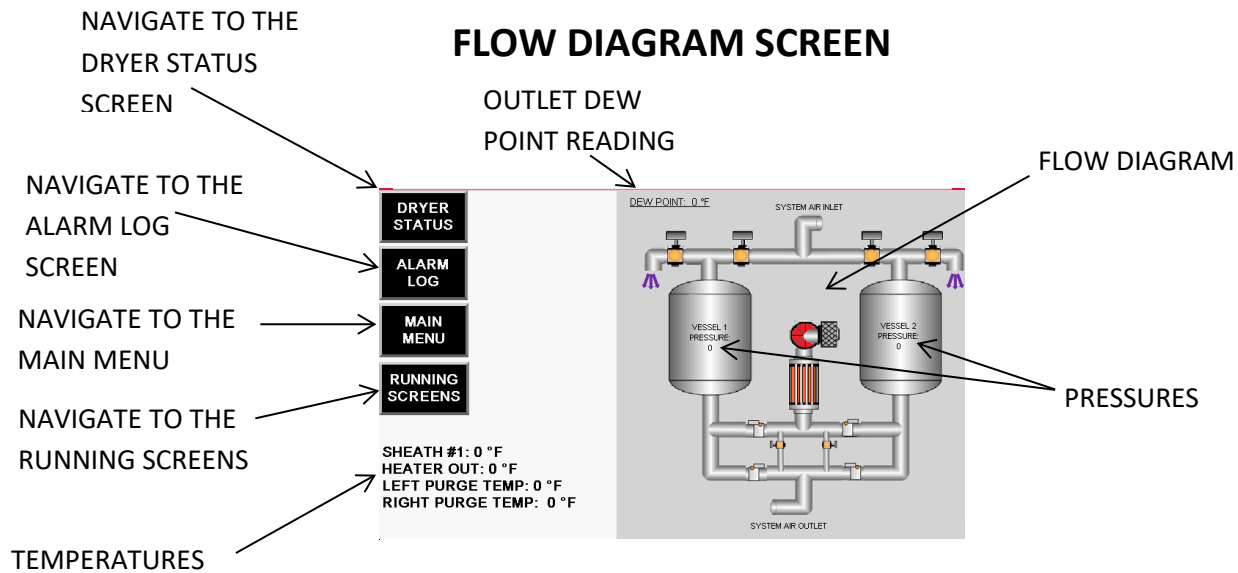 NAVIGATE TO THE
DRYER STATUS
SCREEN
FLOW DIAGRAM SCREEN
OUTLET DEW
POINT READING
FLOW DIAGRAM
NAVIGATE TO THE
ALARM LOG
SCREEN
NAVIGATE TO THE
MAIN MENU
NAVIGATE TO THE
RUNNING SCREENS
TEMPERATURES
PRESSURES
DRYER
STATUS
ALARM
LOG
MAIN
MENU
RUNNING
SCREENS
SHEATH #1: 0 °F
HEATER OUT: 0 °F
LEFT PURGE TEMP: 0 °F
RIGHT PURGE TEMP: 0 °F
DEW POINT: 0 °F
SYSTEM AIR INLET
VESSEL 1
PRESSURE:
0
VESSEL 2
PRESSURE:
0
SYSTEM AIR OUTLET